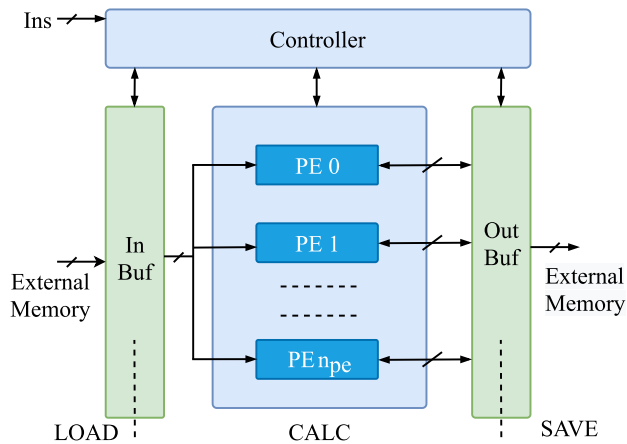 Ins
Controller
PE 0
PE 1
In
Buf
Out
Buf
External
Memory
External
Memory
PE n_pe
LOAD
CALC
SAVE